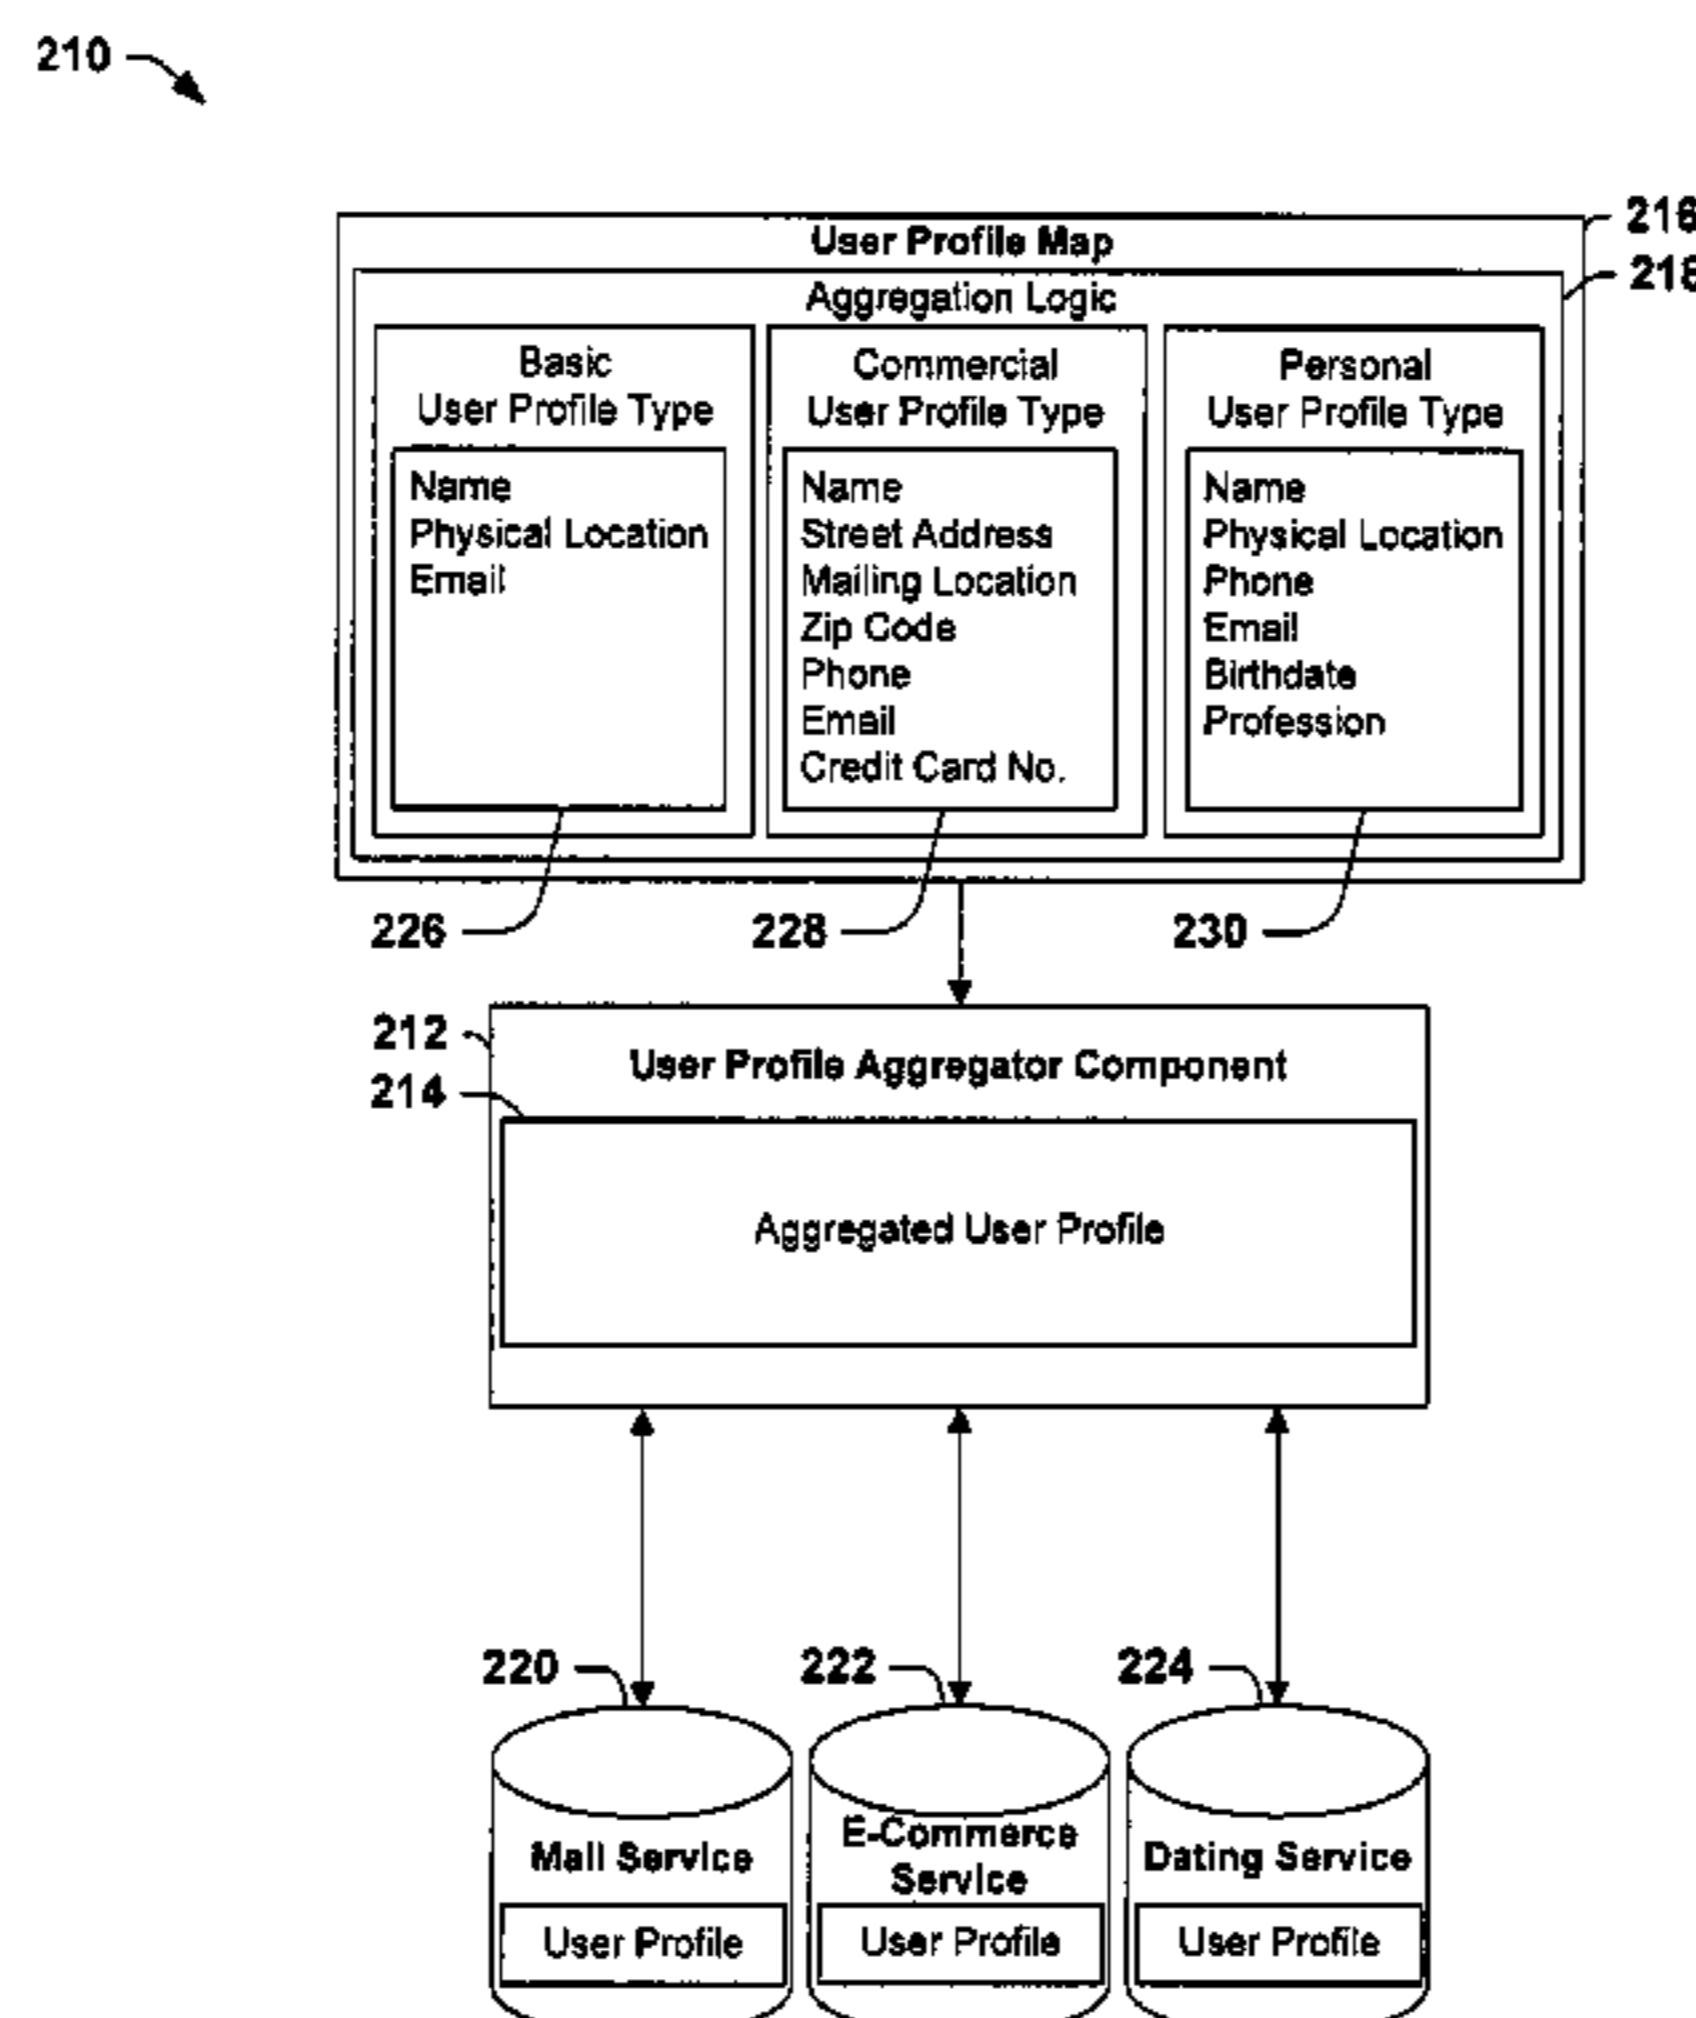 210
216
User Profile Map
218
Aggregation Logic
Basic
User Profile Type
Name
Physical Location
Email
Commercial
User Profile Type
Name
Street Address
Mailing Location
Zip Code
Phone
Email
Credit Card No.
Personal
User Profile Type
Name
Physical Location
Phone
Email
Birthdate
Profession
226
228
230
212
User Profile Aggregator Component
214
Aggregated User Profile
220
222
224
Mail Service
User Profile
E-Commerce
Service
User Profile
Dating Service
User Profile